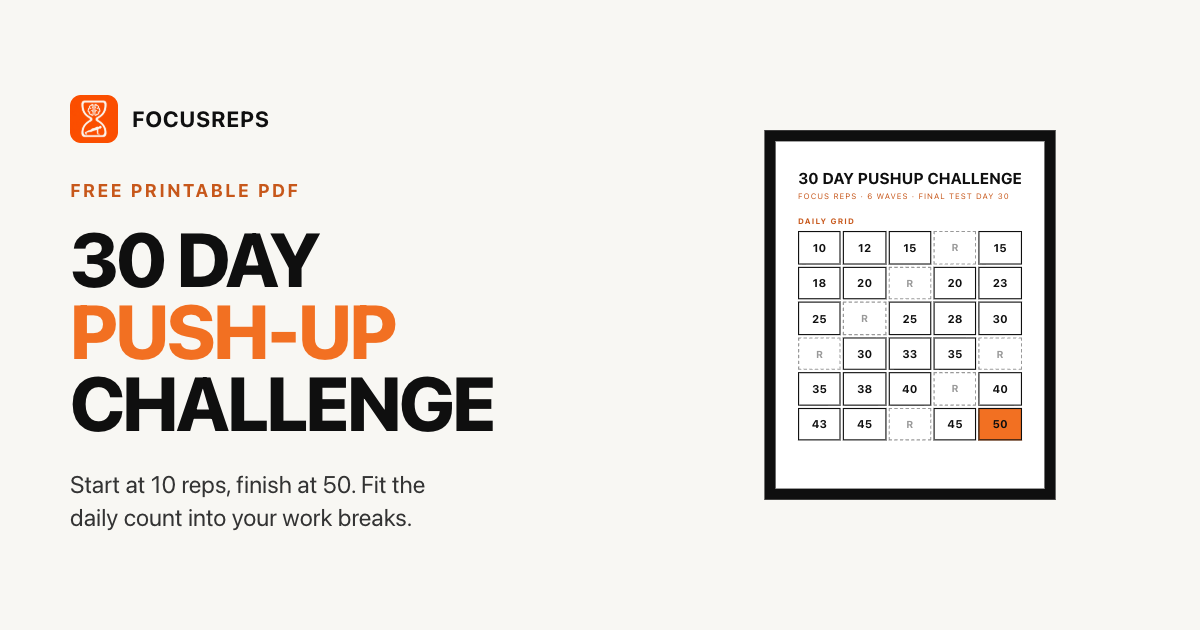 FOCUSREPS
FREE PRINTABLE PDF
30 DAY
PUSH-UP
CHALLENGE
Start at 10 reps, finish at 50. Fit the
daily count into your work breaks.
30 DAY PUSHUP CHALLENGE
FOCUS REPS · 6 WAVES · FINAL TEST DAY 30
DAILY GRID
10 12 15 R 15
18 20 R 20 23
25 R 25 28 30
R 30 33 35 R
35 38 40 R 40
43 45 R 45 50